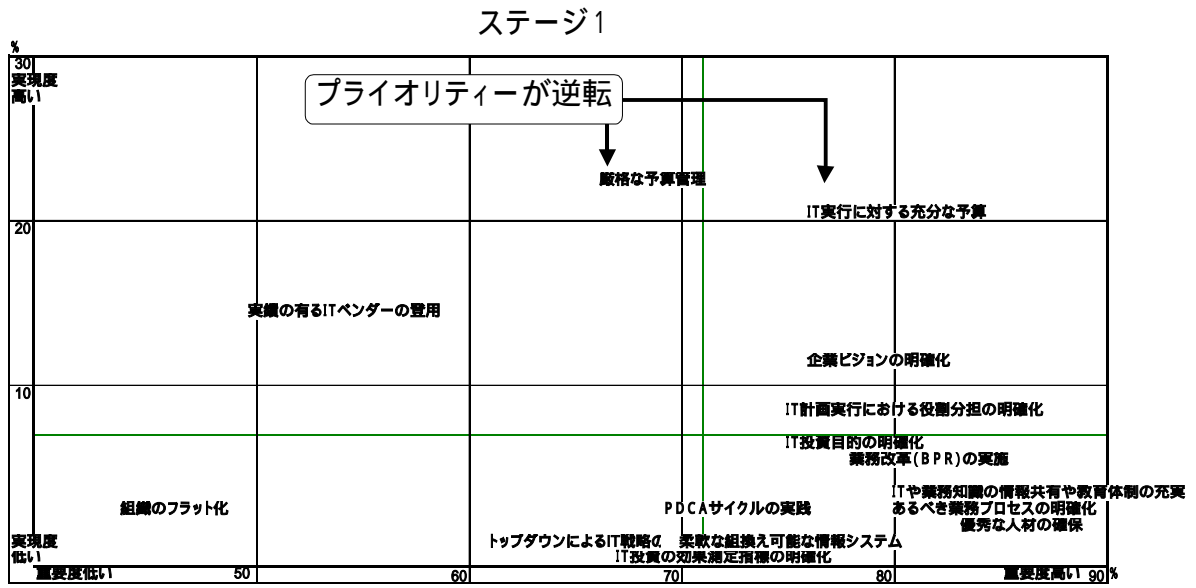 ステージ1
%
30
実現度
高い
プライオリティーが逆転
厳格な予算管理
IT実行に対する充分な予算
20
実績の有るITベンダーの登用
企業ビジョンの明確化
10
IT計画実行における役割分担の明確化
IT投資目的の明確化
業務改革(BPR)の実施
ITや業務知識の情報共有や教育体制の充実
組織のフラット化
PDCAサイクルの実践
あるべき業務プロセスの明確化
優秀な人材の確保
実現度
低い
トップダウンによるIT戦略の
柔軟な組換え可能な情報システム
IT投資の効果測定指標の明確化
重要度低い
50
60
70
80
重要度高い
90
%